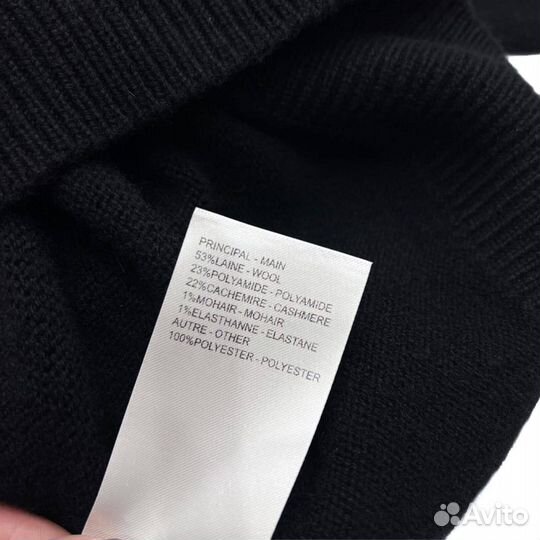 PRINCIPAL - MAIN
53%LAINE - WOOL
23%POLYAMIDE - POLYAMIDE
22%CACHEMIRE - CASHMERE
1%MOHAIR - MOHAIR
1%ELASTHANNE - ELASTANE
AUTRE - OTHER
100%POLYESTER - POLYESTER
Avito